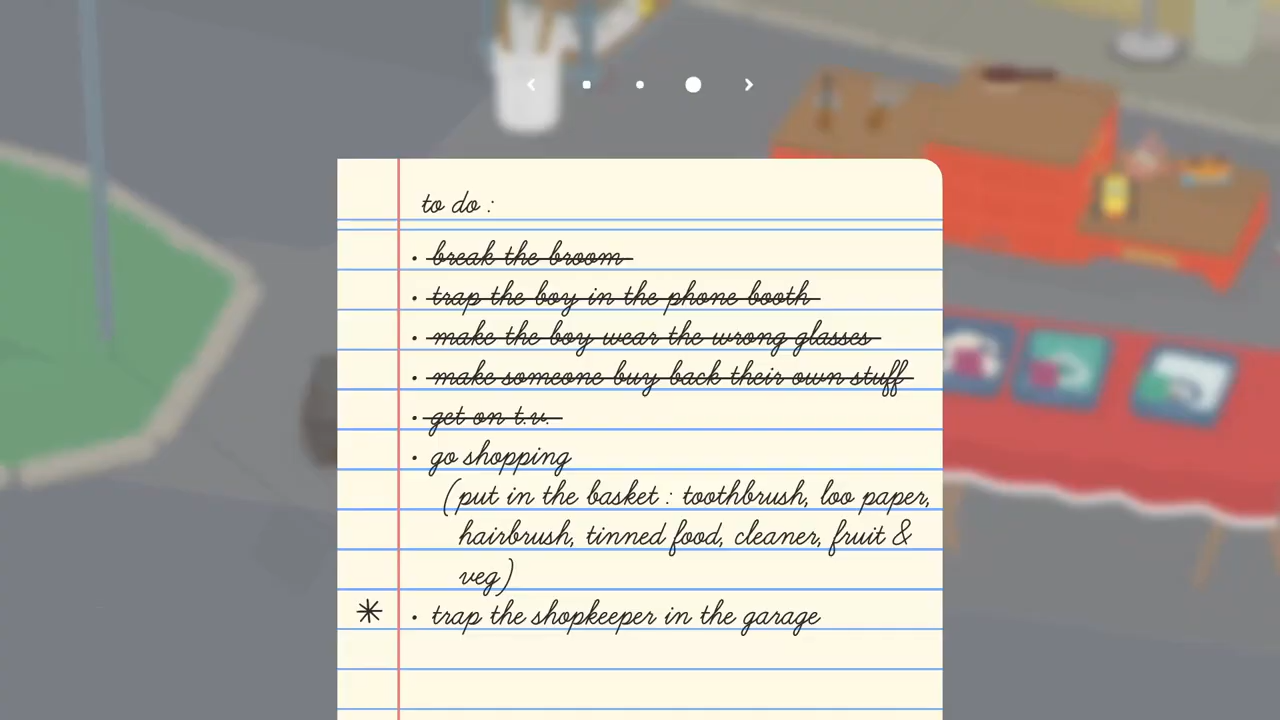 to do :
• break the broom
• trap the boy in the phone booth
• make the boy wear the wrong glasses
• make someone buy back their own stuff
• get on t.v.
• go shopping
(put in the basket : toothbrush, loo paper,
hairbrush, tinned food, cleaner, fruit &
veg)
• trap the shopkeeper in the garage